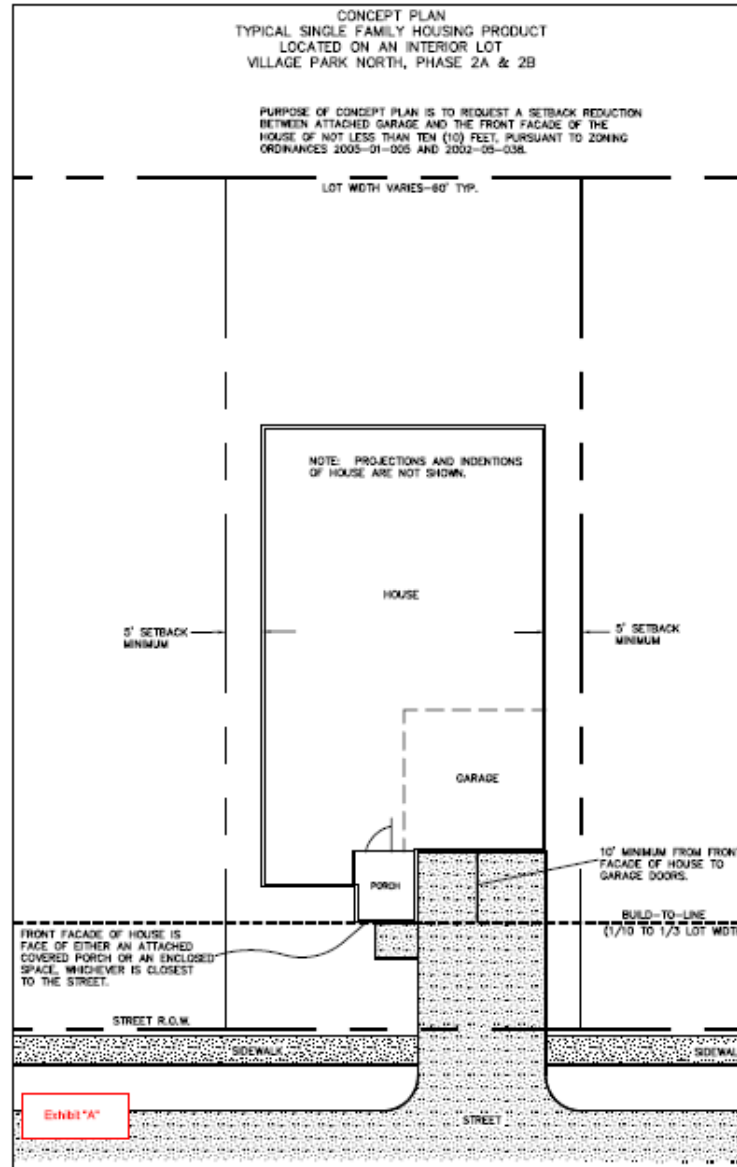 CONCEPT PLAN
TYPICAL SINGLE FAMILY HOUSING PRODUCT
LOCATED ON AN INTERIOR LOT
VILLAGE PARK NORTH, PHASE 2A & 2B
PURPOSE OF CONCEPT PLAN IS TO REQUEST A SETBACK REDUCTION
BETWEEN ATTACHED GARAGE AND THE FRONT FACADE OF THE
HOUSE OF NOT LESS THAN TEN (10) FEET, PURSUANT TO ZONING
ORDINANCES 2005-01-005 AND 2002-05-038.
LOT WIDTH VARIES-60' TYP.
NOTE: PROJECTIONS AND INDENTIONS
OF HOUSE ARE NOT SHOWN.
HOUSE
5' SETBACK
MINIMUM
5' SETBACK
MINIMUM
GARAGE
10' MINIMUM FROM FRONT
FACADE OF HOUSE TO
GARAGE DOORS.
PORCH
BUILD-TO-LINE
(1/10 TO 1/3 LOT WIDTH
FRONT FACADE OF HOUSE IS
FACE OF EITHER AN ATTACHED
COVERED PORCH OR AN ENCLOSED
SPACE, WHICHEVER IS CLOSEST
TO THE STREET.
STREET R.O.W.
SIDEWALK
SIDEWAL
Exhibit "A"
STREET